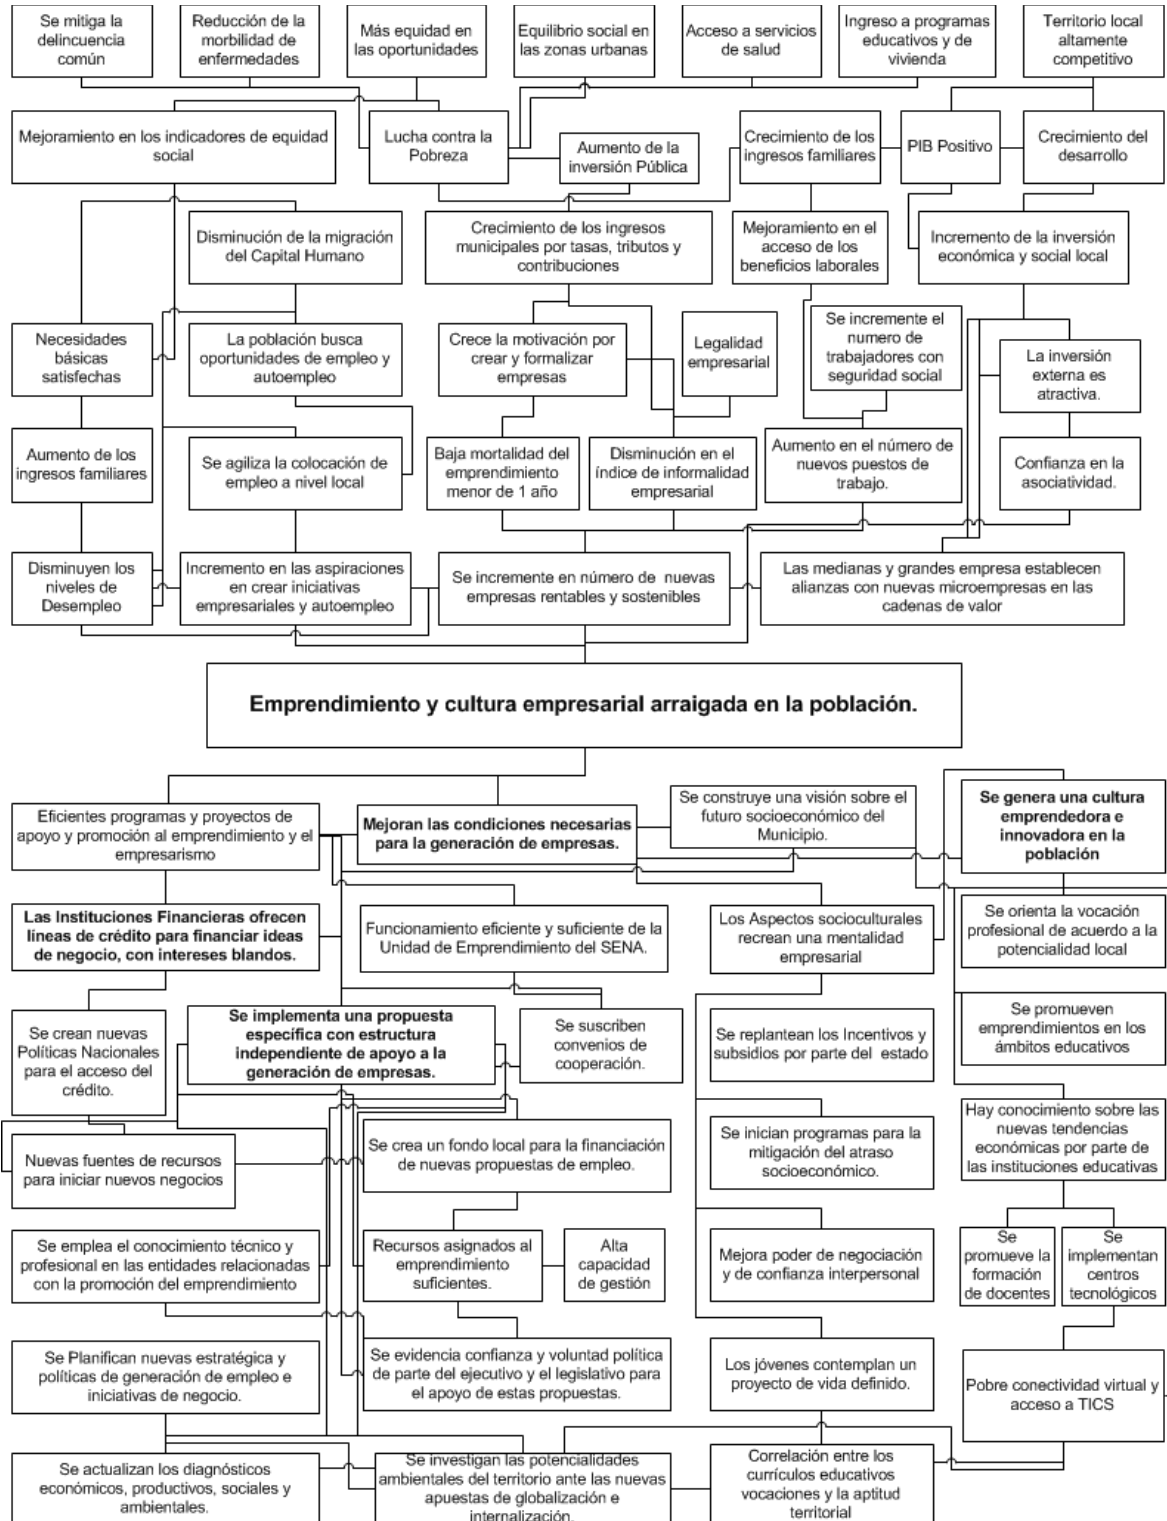 Se mitiga la
delincuencia
común
Reducción de la
morbilidad de
enfermedades
Más equidad en
las oportunidades
Equilibrio social en
las zonas urbanas
Acceso a servicios
de salud
Ingreso a programas
educativos y de
vivienda
Territorio local
altamente
competitivo
Mejoramiento en los indicadores de equidad
social
Lucha contra la
Pobreza
Aumento de la
inversión Pública
Crecimiento de los
ingresos familiares
PIB Positivo
Crecimiento del
desarrollo
Disminución de la migración
del Capital Humano
Crecimiento de los ingresos
municipales por tasas, tributos y
contribuciones
Mejoramiento en el
acceso de los
beneficios laborales
Incremento de la inversión
económica y social local
Necesidades
básicas
satisfechas
La población busca
oportunidades de empleo y
autoempleo
Crece la motivación por
crear y formalizar
empresas
Legalidad
empresarial
Se incremente el
numero de
trabajadores con
seguridad social
La inversión
externa es
atractiva.
Aumento de los
ingresos familiares
Se agiliza la colocación de
empleo a nivel local
Baja mortalidad del
emprendimiento
menor de 1 año
Disminución en el
índice de informalidad
empresarial
Aumento en el número de
nuevos puestos de
trabajo.
Confianza en la
asociatividad.
Disminuyen los
niveles de
Desempleo
Incremento en las aspiraciones
en crear iniciativas
empresariales y autoempleo
Se incremente en número de nuevas
empresas rentables y sostenibles
Las medianas y grandes empresa establecen
alianzas con nuevas microempresas en las
cadenas de valor
Emprendimiento y cultura empresarial arraigada en la población.
Eficientes programas y proyectos de
apoyo y promoción al emprendimiento y el
empresarismo
Mejoran las condiciones necesarias
para la generación de empresas.
Se construye una visión sobre el
futuro socioeconómico del
Municipio.
Se genera una cultura
emprendedora e
innovadora en la
población
Las Instituciones Financieras ofrecen
líneas de crédito para financiar ideas
de negocio, con intereses blandos.
Funcionamiento eficiente y suficiente de la
Unidad de Emprendimiento del SENA.
Los Aspectos socioculturales
recrean una mentalidad
empresarial
Se orienta la vocación
profesional de acuerdo a la
potencialidad local
Se crean nuevas
Políticas Nacionales
para el acceso del
crédito.
Se implementa una propuesta
específica con estructura
independiente de apoyo a la
generación de empresas.
Se suscriben
convenios de
cooperación.
Se replantean los Incentivos y
subsidios por parte del estado
Se promueven
emprendimientos en los
ámbitos educativos
Nuevas fuentes de recursos
para iniciar nuevos negocios
Se crea un fondo local para la financiación
de nuevas propuestas de empleo.
Se inician programas para la
mitigación del atraso
socioeconómico.
Hay conocimiento sobre las
nuevas tendencias
económicas por parte de
las instituciones educativas
Se emplea el conocimiento técnico y
profesional en las entidades relacionadas
con la promoción del emprendimiento
Recursos asignados al
emprendimiento
suficientes.
Alta
capacidad
de gestión
Mejora poder de negociación
y de confianza interpersonal
Se
promueve la
formación
de docentes
Se
implementan
centros
tecnológicos
Se Planifican nuevas estratégica y
políticas de generación de empleo e
iniciativas de negocio.
Se evidencia confianza y voluntad política
de parte del ejecutivo y el legislativo para
el apoyo de estas propuestas.
Los jóvenes contemplan un
proyecto de vida definido.
Pobre conectividad virtual y
acceso a TICS
Se actualizan los diagnósticos
económicos, productivos, sociales y
ambientales.
Se investigan las potencialidades
ambientales del territorio ante las nuevas
apuestas de globalización e
internalización.
Correlación entre los
currículos educativos
vocaciones y la aptitud
territorial